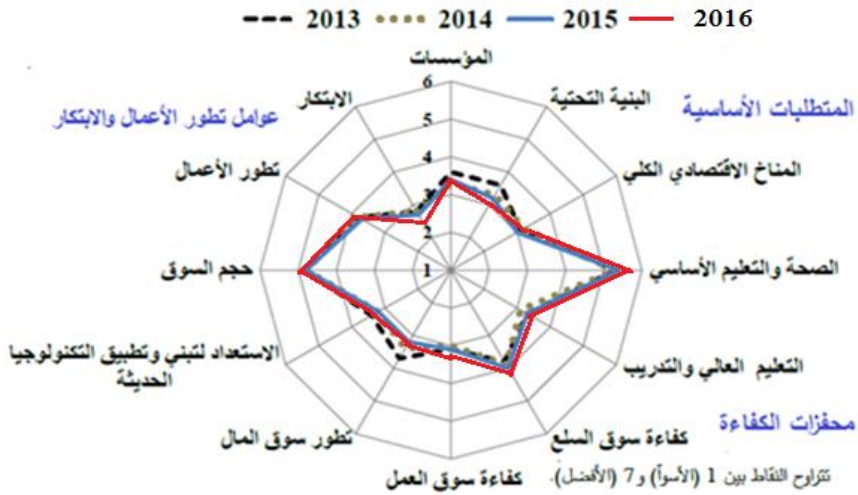 2013 2014 2015 2016
المؤسسات
البنية التحتية
المتطلبات الأساسية
المناخ الاقتصادي الكلي
الصحة والتعليم الأساسي
التعليم العالي والتدريب
محفزات الكفاءة
كفاءة سوق السلع
كفاءة سوق العمل
تطور سوق المال
الاستعداد لتبني وتطبيق التكنولوجيا
الحديثة
حجم السوق
تطور الأعمال
عوامل تطور الأعمال والابتكار
الابتكار
6
5
4
3
2
1
تتراوح النقاط بين 1 (الأسوأ) و 7 (الأفضل).